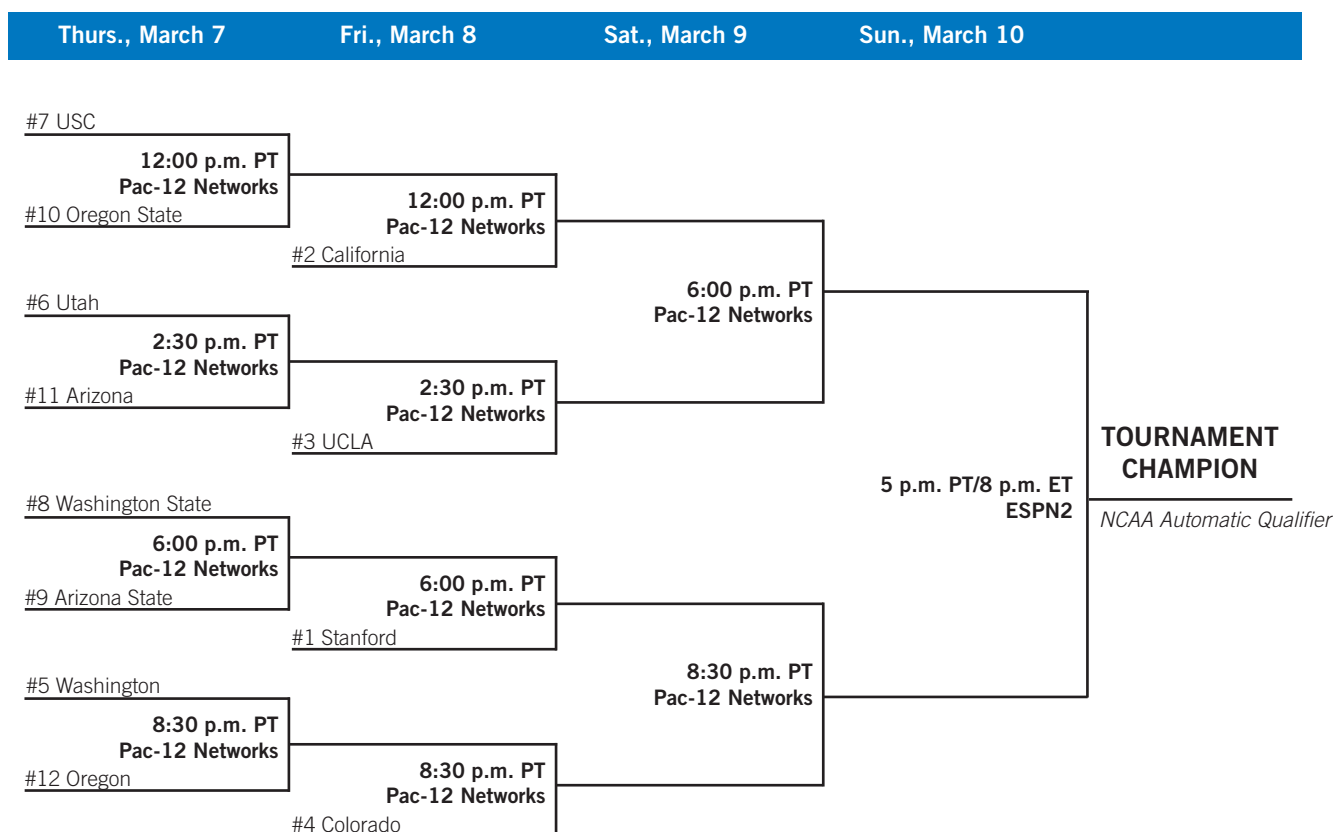 Thurs., March 7 Fri., March 8 Sat., March 9 Sun., March 10
#7 USC
12:00 p.m. PT
Pac-12 Networks
#10 Oregon State
12:00 p.m. PT
Pac-12 Networks
#2 California
#6 Utah
2:30 p.m. PT
Pac-12 Networks
#11 Arizona
2:30 p.m. PT
Pac-12 Networks
#3 UCLA
6:00 p.m. PT
Pac-12 Networks
#8 Washington State
6:00 p.m. PT
Pac-12 Networks
#9 Arizona State
6:00 p.m. PT
Pac-12 Networks
#1 Stanford
#5 Washington
8:30 p.m. PT
Pac-12 Networks
#12 Oregon
8:30 p.m. PT
Pac-12 Networks
#4 Colorado
8:30 p.m. PT
Pac-12 Networks
5 p.m. PT/8 p.m. ET
ESPN2
TOURNAMENT
CHAMPION
NCAA Automatic Qualifier